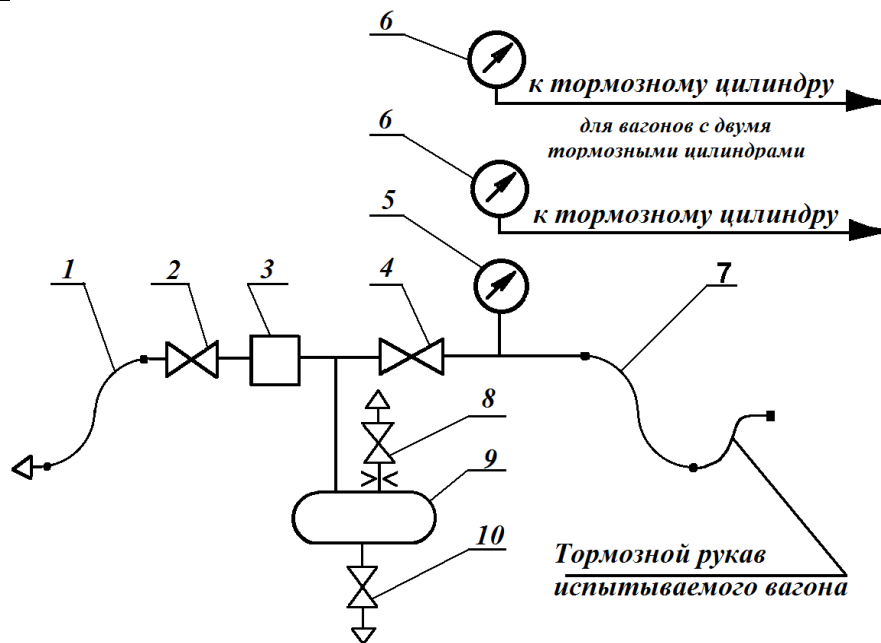 6
к тормозному цилиндру
для вагонов с двумя
тормозными цилиндрами
6
к тормозному цилиндру
5
1
2
3
4
7
8
9
10
Тормозной рукав
испытываемого вагона